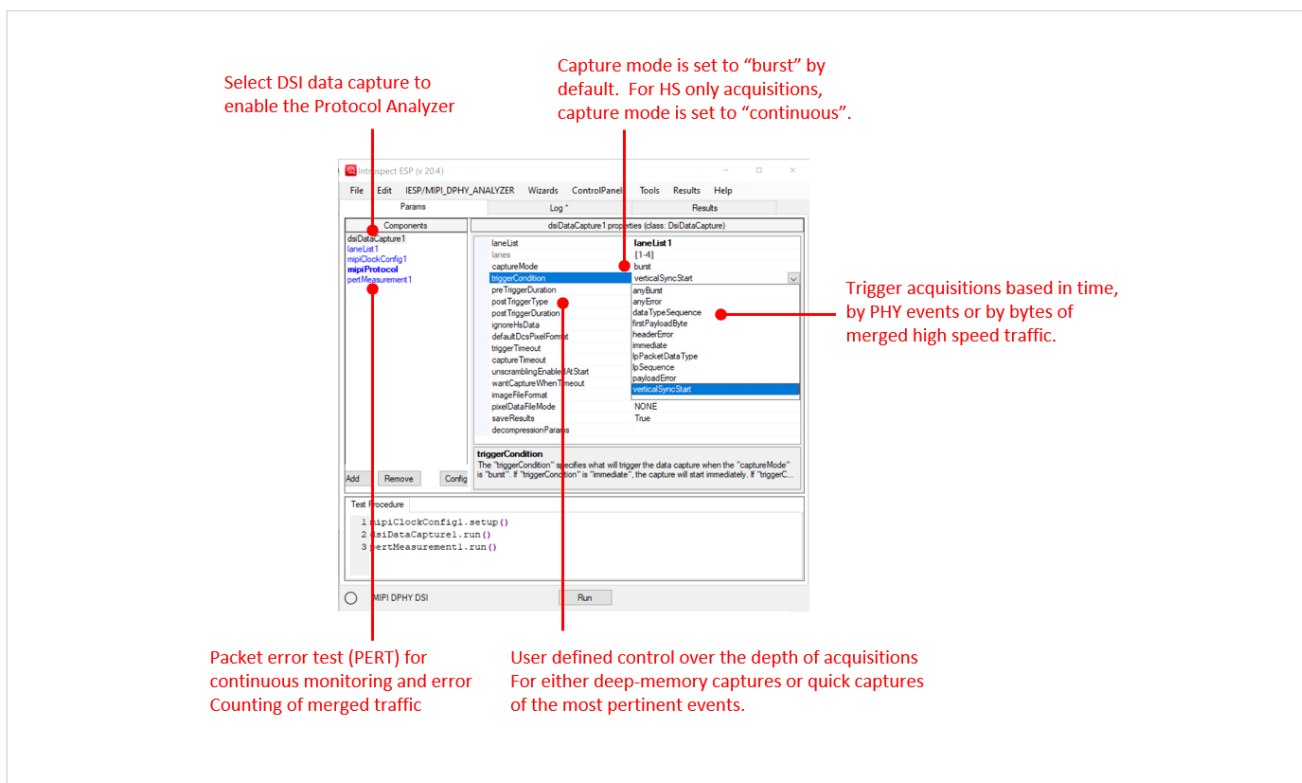 Select DSI data capture to
enable the Protocol Analyzer
Capture mode is set to “burst” by
default.  For HS only acquisitions,
capture mode is set to “continuous”.
Introspect ESP (v 20.4)
File Edit IESP/MIPI_DPHY_ANALYZER Wizards ControlPanels Tools Results Help
Params Log * Results
Components
dsiDataCapture1
laneList1
mipiClockConfig1
mipiProtocol
pertMeasurement1
Add Remove Config
dsiDataCapture1 properties (class: DsiDataCapture)
laneList laneList1
lanes [1-4]
captureMode burst
triggerCondition verticalSyncStart
preTriggerDuration
postTriggerType
postTriggerDuration
ignoreHsData
defaultDcsPixelFormat
triggerTimeout
captureTimeout
unscramblingEnabledAtStart
wantCaptureWhenTimeout
imageFileFormat
pixelDataFileMode NONE
saveResults True
decompressionParams
anyBurst
anyError
dataTypeSequence
firstPayloadByte
headerError
immediate
lpPacketDataType
lpSequence
payloadError
verticalSyncStart
triggerCondition
The "triggerCondition" specifies what will trigger the data capture when the "captureMode"
is "burst". If "triggerCondition" is "immediate", the capture will start immediately. If "triggerC...
Trigger acquisitions based in time,
by PHY events or by bytes of
merged high speed traffic.
Test Procedure
1 mipiClockConfig1.setup()
2 dsiDataCapture1.run()
3 pertMeasurement1.run()
MIPI DPHY DSI Run
Packet error test (PERT) for
continuous monitoring and error
Counting of merged traffic
User defined control over the depth of acquisitions
For either deep-memory captures or quick captures
of the most pertinent events.